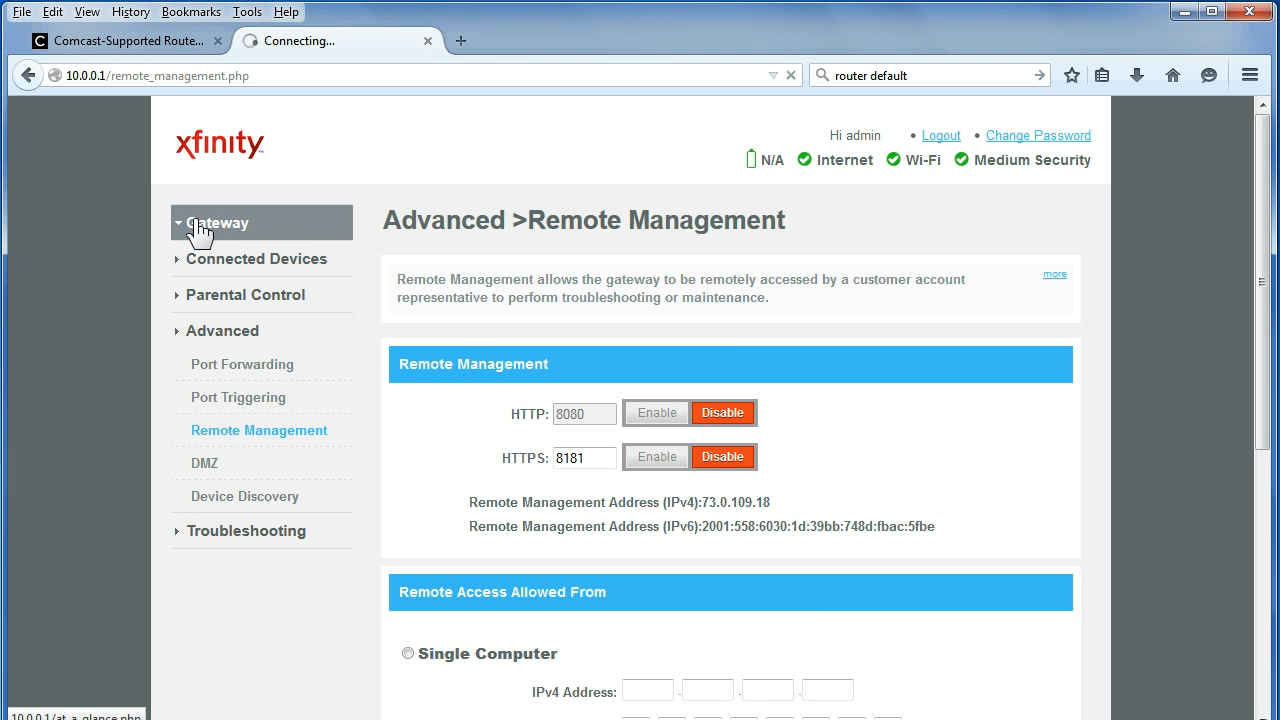 File Edit View History Bookmarks Tools Help
Comcast-Supported Route... Connecting...
10.0.0.1/remote_management.php router default
xfinity
Hi admin • Logout • Change Password
N/A Internet Wi-Fi Medium Security
Gateway
Connected Devices
Parental Control
Advanced
Port Forwarding
Port Triggering
Remote Management
DMZ
Device Discovery
Troubleshooting
Advanced >Remote Management
Remote Management allows the gateway to be remotely accessed by a customer account more
representative to perform troubleshooting or maintenance.
Remote Management
HTTP: 8080 Enable Disable
HTTPS: 8181 Enable Disable
Remote Management Address (IPv4):73.0.109.18
Remote Management Address (IPv6):2001:558:6030:1d:39bb:748d:fbac:5fbe
Remote Access Allowed From
Single Computer
IPv4 Address: . . .
10.0.0.1/at_a_glance.php